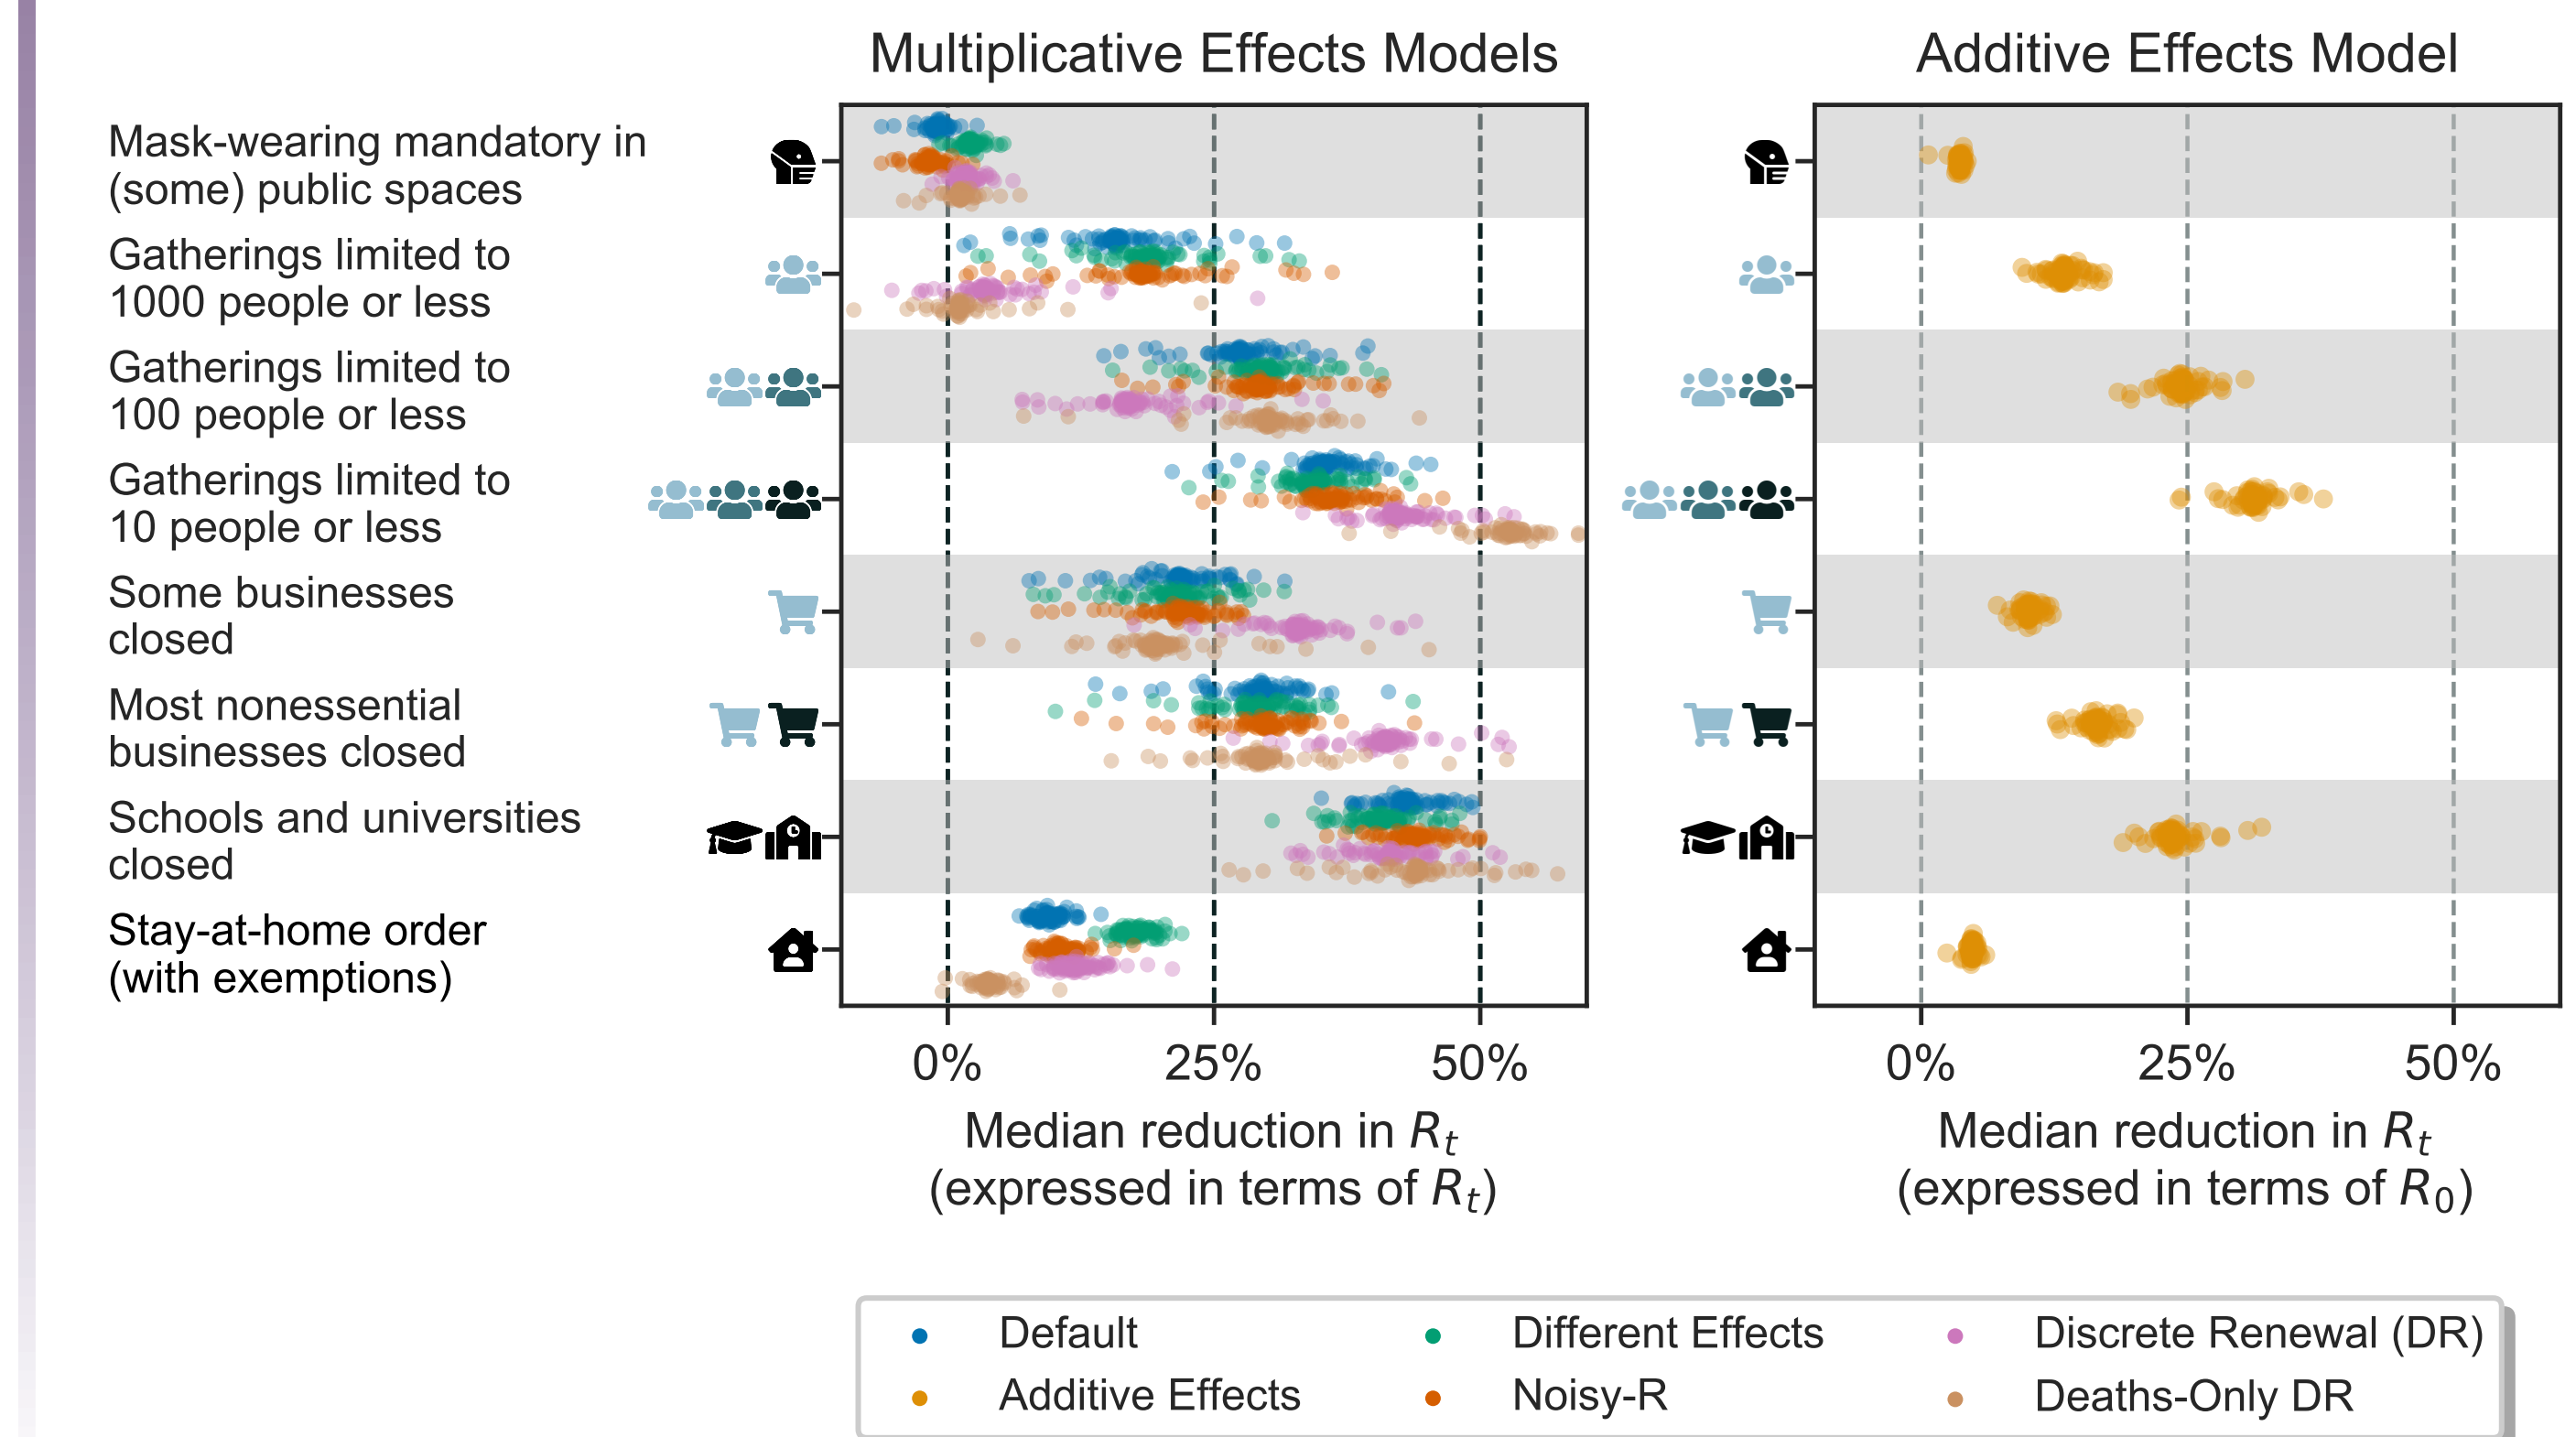 Multiplicative Effects Models
Additive Effects Model
Mask-wearing mandatory in
(some) public spaces
Gatherings limited to
1000 people or less
Gatherings limited to
100 people or less
Gatherings limited to
10 people or less
Some businesses
closed
Most nonessential
businesses closed
Schools and universities
closed
Stay-at-home order
(with exemptions)
0% 25% 50%
Median reduction in Rt
(expressed in terms of Rt)
0% 25% 50%
Median reduction in Rt
(expressed in terms of R0)
Default
Different Effects
Discrete Renewal (DR)
Additive Effects
Noisy-R
Deaths-Only DR